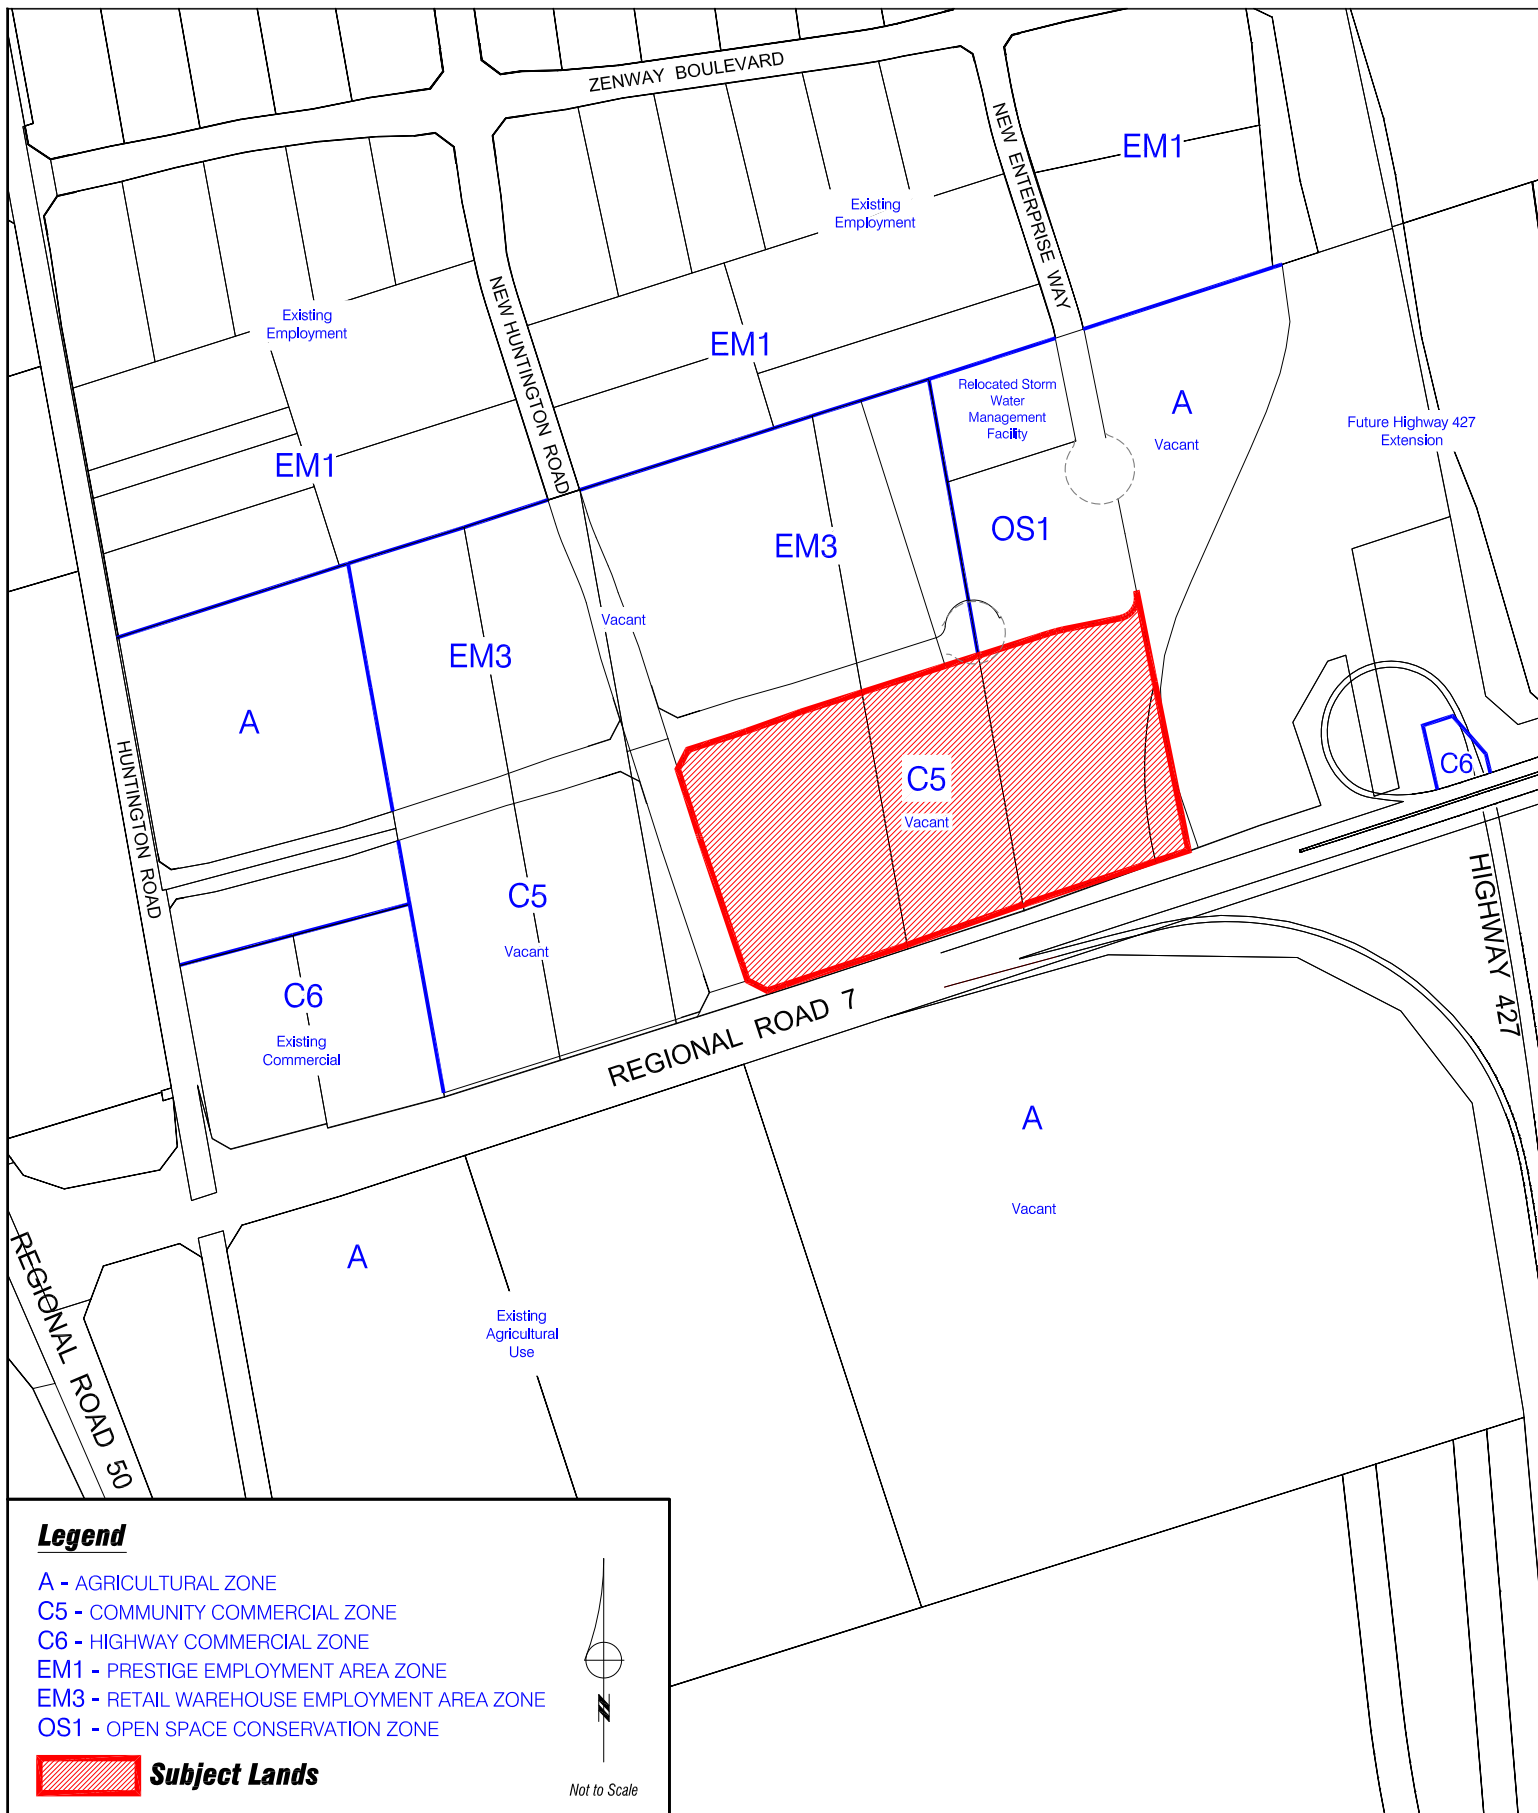 ZENWAY BOULEVARD
NEW ENTERPRISE WAY
EM1
Existing
Employment
NEW HUNTINGTON ROAD
Existing
Employment
EM1
Relocated Storm
Water
Management
Facility
A
Vacant
Future Highway 427
Extension
EM1
OS1
EM3
Vacant
EM3
A
HUNTINGTON ROAD
C5
Vacant
C6
HIGHWAY 427
C5
Vacant
C6
Existing
Commercial
REGIONAL ROAD 7
A
Vacant
A
Existing
Agricultural
Use
REGIONAL ROAD 50
Legend
A - AGRICULTURAL ZONE
C5 - COMMUNITY COMMERCIAL ZONE
C6 - HIGHWAY COMMERCIAL ZONE
EM1 - PRESTIGE EMPLOYMENT AREA ZONE
EM3 - RETAIL WAREHOUSE EMPLOYMENT AREA ZONE
OS1 - OPEN SPACE CONSERVATION ZONE
Subject Lands
N
Not to Scale